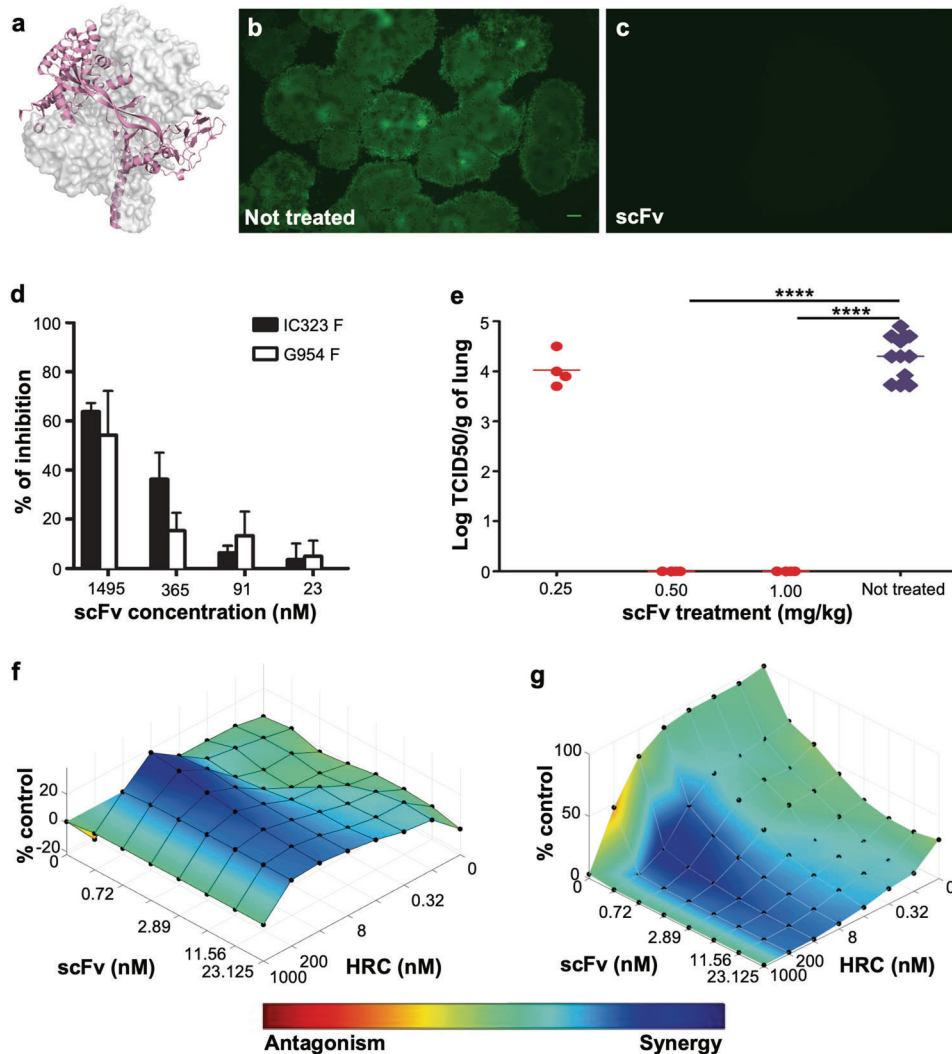 a
b
c
Not treated
scFv
d
e
% of inhibition
100
80
60
40
20
0
IC323 F
G954 F
1495
365
91
23
scFv concentration (nM)
Log TCID50/g of lung
5
4
3
2
1
0
****
****
0.25
0.50
1.00
Not treated
scFv treatment (mg/kg)
f
g
% control
20
0
-20
0
0.72
2.89
11.56
23.125
scFv (nM)
1000
200
8
0.32
0
HRC (nM)
% control
100
50
0
0
0.72
2.89
11.56
23.125
scFv (nM)
1000
200
8
0.32
0
HRC (nM)
Antagonism
Synergy